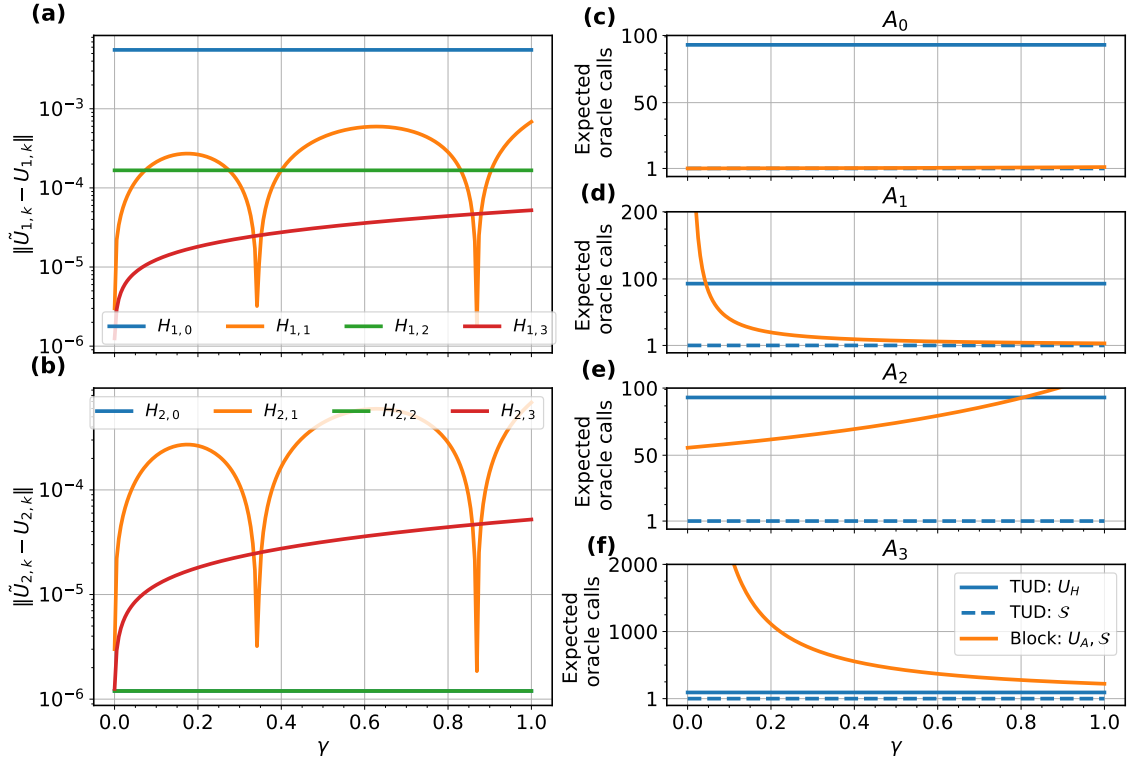 (a)
‖Ũ₁,ₖ − U₁,ₖ‖
10⁻³
10⁻⁴
10⁻⁵
10⁻⁶
H₁,₀ H₁,₁ H₁,₂ H₁,₃
(b)
‖Ũ₂,ₖ − U₂,ₖ‖
H₂,₀ H₂,₁ H₂,₂ H₂,₃
10⁻⁴
10⁻⁵
10⁻⁶
0.0 0.2 0.4 0.6 0.8 1.0
γ
(c)
A₀
Expected
oracle calls
100
50
1
(d)
A₁
Expected
oracle calls
200
100
1
(e)
A₂
Expected
oracle calls
100
50
1
(f)
A₃
Expected
oracle calls
2000
1000
1
TUD: U_H
TUD: 𝒮
Block: U_A, 𝒮
0.0 0.2 0.4 0.6 0.8 1.0
γ